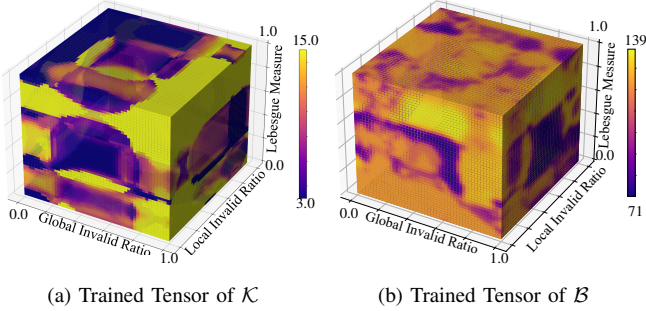 1.0
15.0
Lebesgue Measure
0.0
3.0
0.0
Global Invalid Ratio
Local Invalid Ratio
1.0
(a) Trained Tensor of K
1.0
139
Lebesgue Messure
0.0
71
0.0
Global Invalid Ratio
Local Invalid Ratio
1.0
(b) Trained Tensor of B